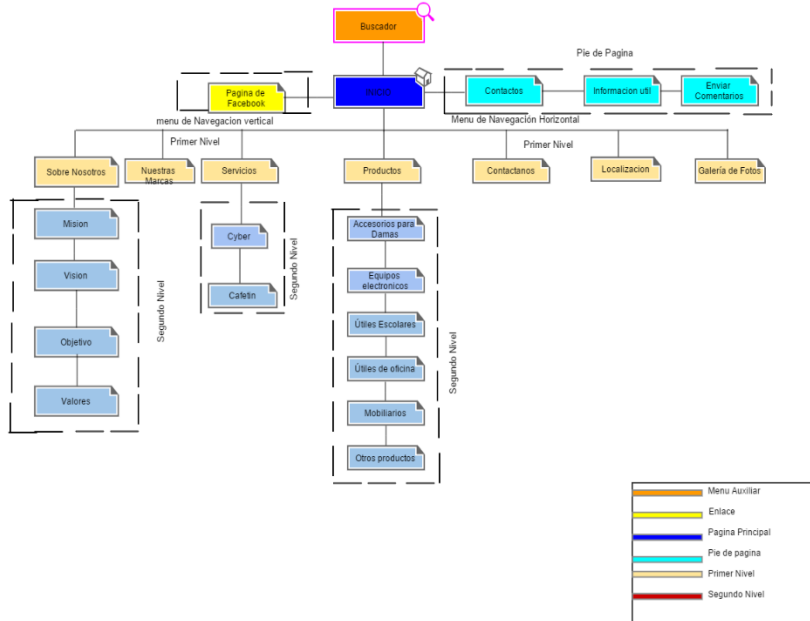 Buscador
Pie de Pagina
Pagina de
Facebook
INICIO
Contactos
Informacion util
Enviar
Comentarios
menu de Navegacion vertical
Menu de Navegación Horizontal
Primer Nivel
Primer Nivel
Sobre Nosotros
Nuestras
Marcas
Servicios
Productos
Contactanos
Localizacion
Galería de Fotos
Mision
Vision
Objetivo
Valores
Segundo Nivel
Cyber
Cafetin
Segundo Nivel
Accesorios para
Damas
Equipos
electronicos
Útiles Escolares
Útiles de oficina
Mobiliarios
Otros productos
Segundo Nivel
Menu Auxiliar
Enlace
Pagina Principal
Pie de pagina
Primer Nivel
Segundo Nivel